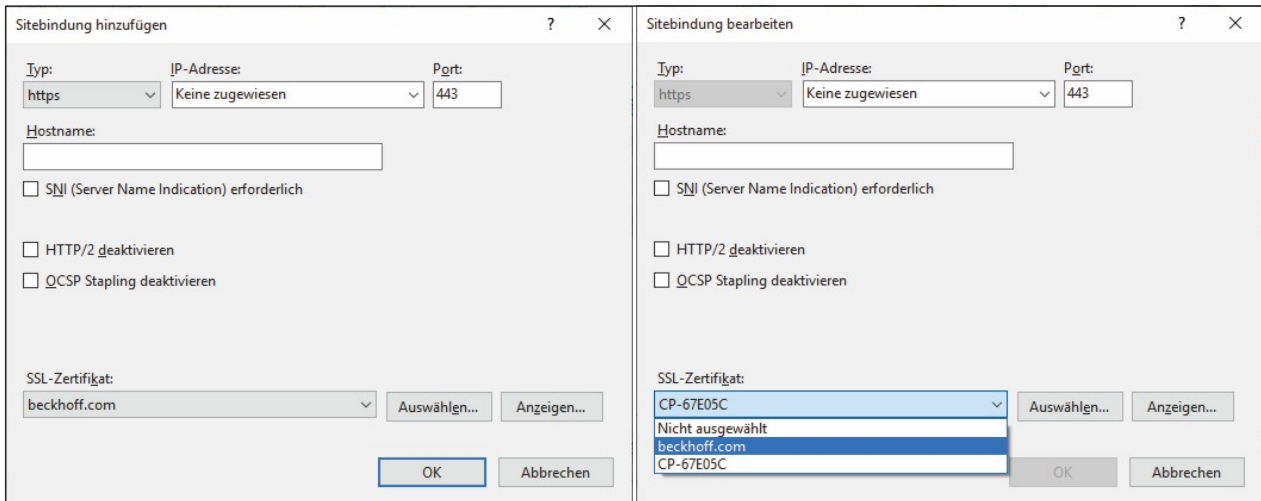 Sitebindung hinzufügen ? ×
Typ: IP-Adresse: Port:
https Keine zugewiesen 443
Hostname:
SNI (Server Name Indication) erforderlich
HTTP/2 deaktivieren
OCSP Stapling deaktivieren
SSL-Zertifikat:
beckhoff.com Auswählen... Anzeigen...
OK Abbrechen
Sitebindung bearbeiten ? ×
Typ: IP-Adresse: Port:
https Keine zugewiesen 443
Hostname:
SNI (Server Name Indication) erforderlich
HTTP/2 deaktivieren
OCSP Stapling deaktivieren
SSL-Zertifikat:
CP-67E05C Auswählen... Anzeigen...
Nicht ausgewählt
beckhoff.com
CP-67E05C
OK Abbrechen